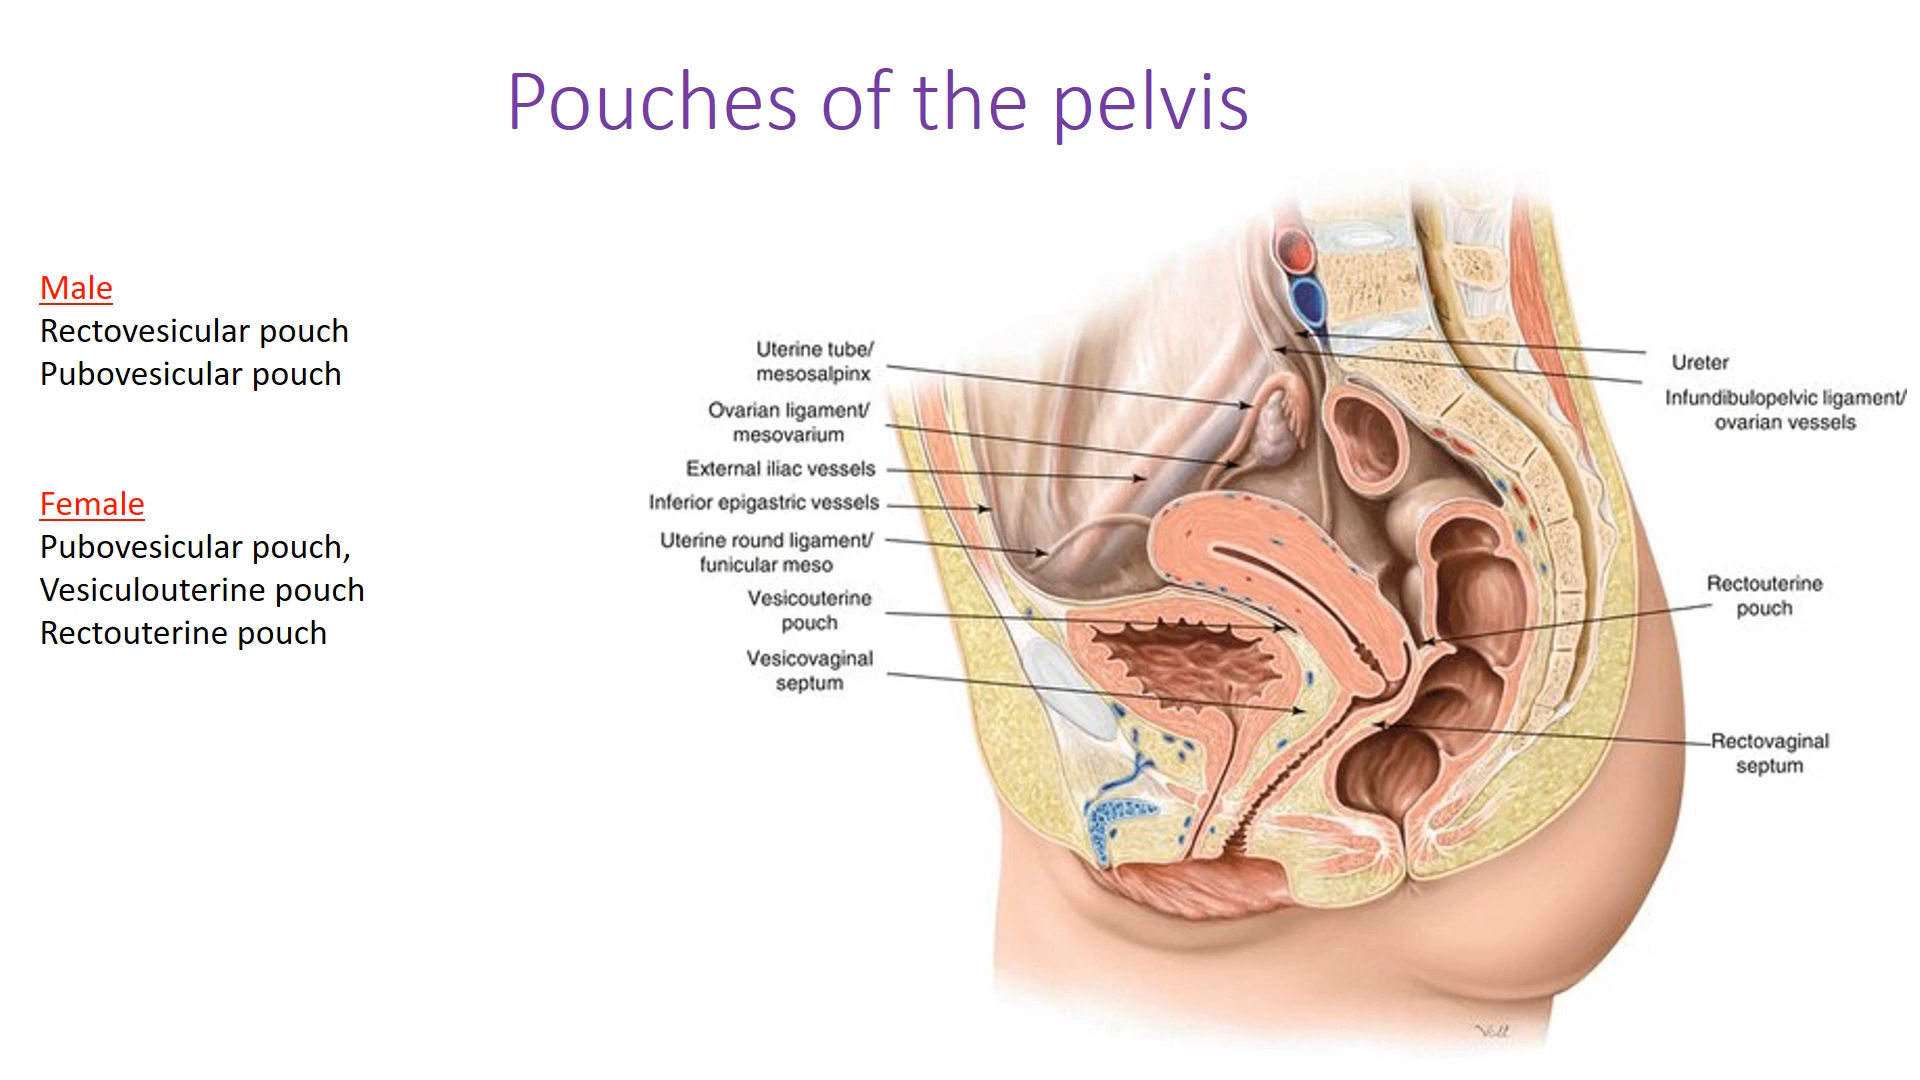 Pouches of the pelvis
Male
Rectovesicular pouch
Pubovesicular pouch
Female
Pubovesicular pouch,
Vesiculouterine pouch
Rectouterine pouch
Uterine tube/
mesosalpinx
Ovarian ligament/
mesovarium
External iliac vessels
Inferior epigastric vessels
Uterine round ligament/
funicular meso
Vesicouterine
pouch
Vesicovaginal
septum
Ureter
Infundibulopelvic ligament/
ovarian vessels
Rectouterine
pouch
Rectovaginal
septum